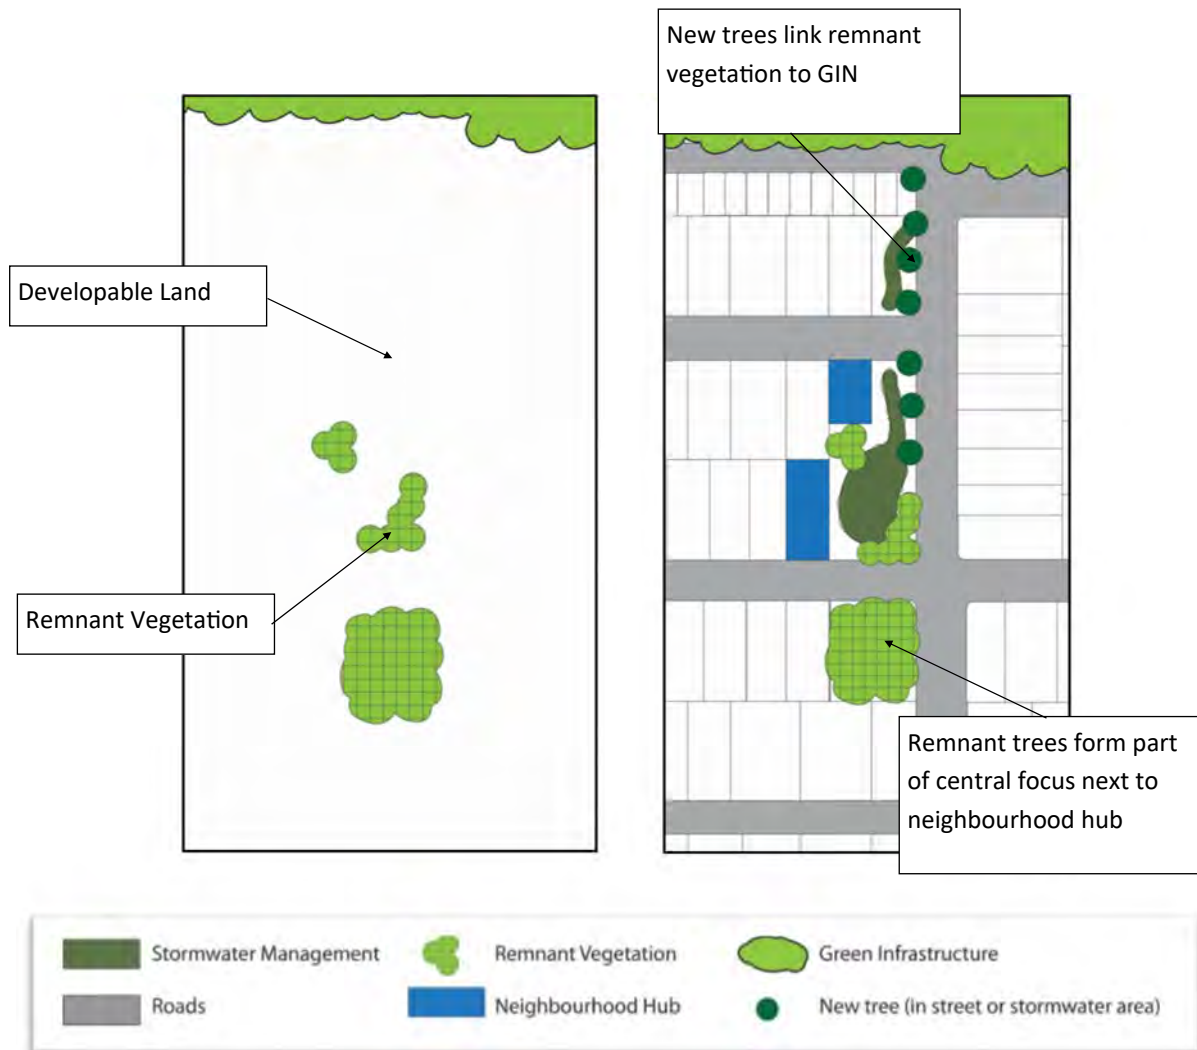 New trees link remnant
vegetation to GIN
Developable Land
Remnant Vegetation
Remnant trees form part
of central focus next to
neighbourhood hub
Stormwater Management
Remnant Vegetation
Green Infrastructure
Roads
Neighbourhood Hub
New tree (in street or stormwater area)